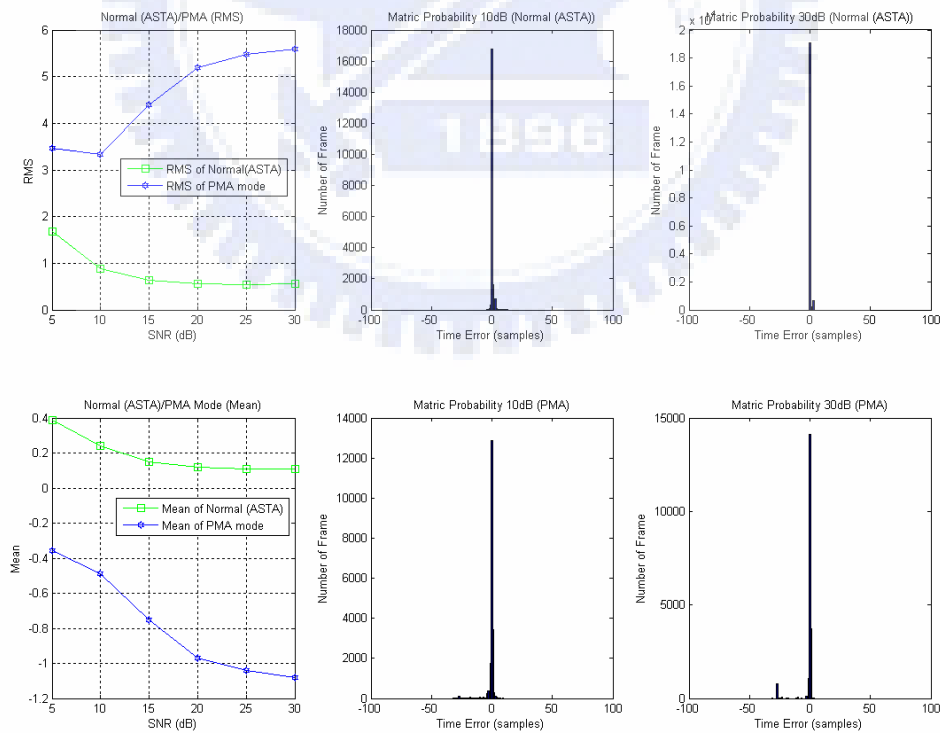 Normal (ASTA)/PMA (RMS)
6
5
4
3
2
1
0
RMS
RMS of Normal(ASTA)
RMS of PMA mode
5 10 15 20 25 30
SNR (dB)
Matric Probability 10dB (Normal (ASTA))
18000
16000
14000
12000
10000
8000
6000
4000
2000
0
Number of Frame
-100 -50 0 50 100
Time Error (samples)
1996
Matric Probability 30dB (Normal (ASTA))
x 10
2
1.8
1.6
1.4
1.2
1
0.8
0.6
0.4
0.2
0
Number of Frame
-100 -50 0 50 100
Time Error (samples)
Normal (ASTA)/PMA Mode (Mean)
0.4
0.2
0
-0.2
-0.4
-0.6
-0.8
-1
-1.2
Mean
Mean of Normal (ASTA)
Mean of PMA mode
5 10 15 20 25 30
SNR (dB)
Matric Probability 10dB (PMA)
14000
12000
10000
8000
6000
4000
2000
0
Number of Frame
-100 -50 0 50 100
Time Error (samples)
Matric Probability 30dB (PMA)
15000
10000
5000
0
Number of Frame
-100 -50 0 50 100
Time Error (samples)